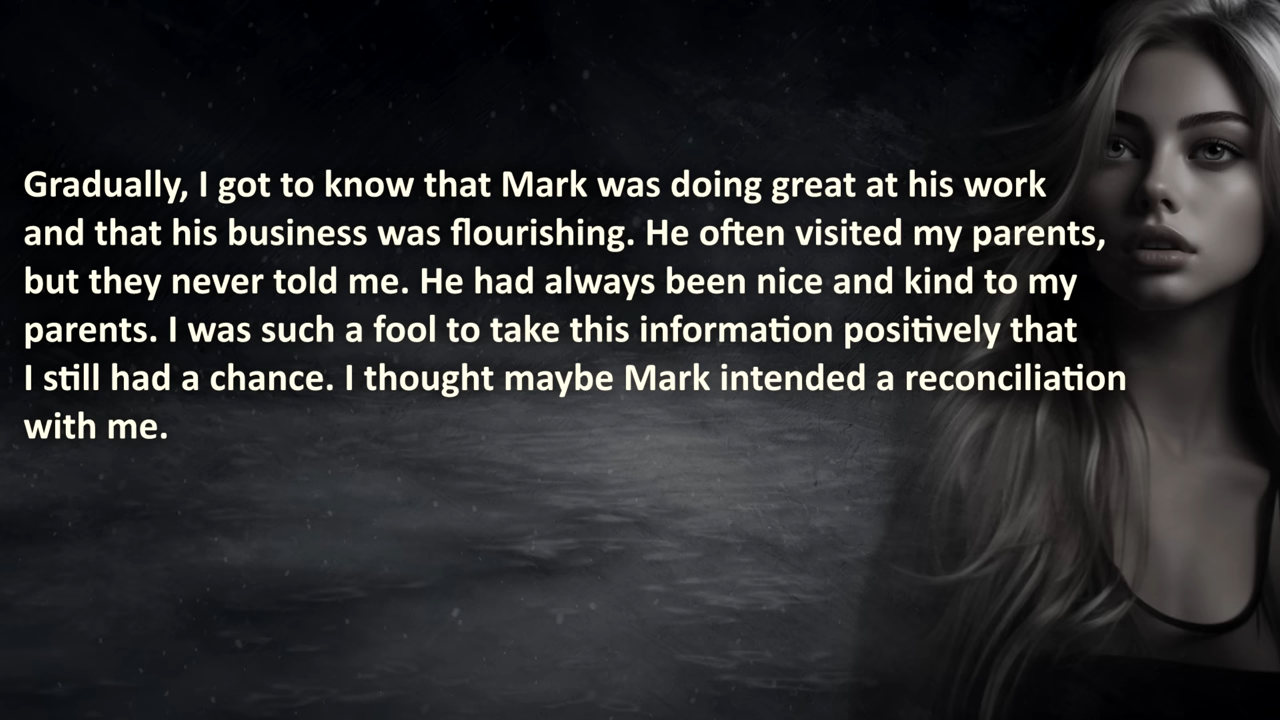 Gradually, I got to know that Mark was doing great at his work
and that his business was flourishing. He often visited my parents,
but they never told me. He had always been nice and kind to my
parents. I was such a fool to take this information positively that
I still had a chance. I thought maybe Mark intended a reconciliation
with me.